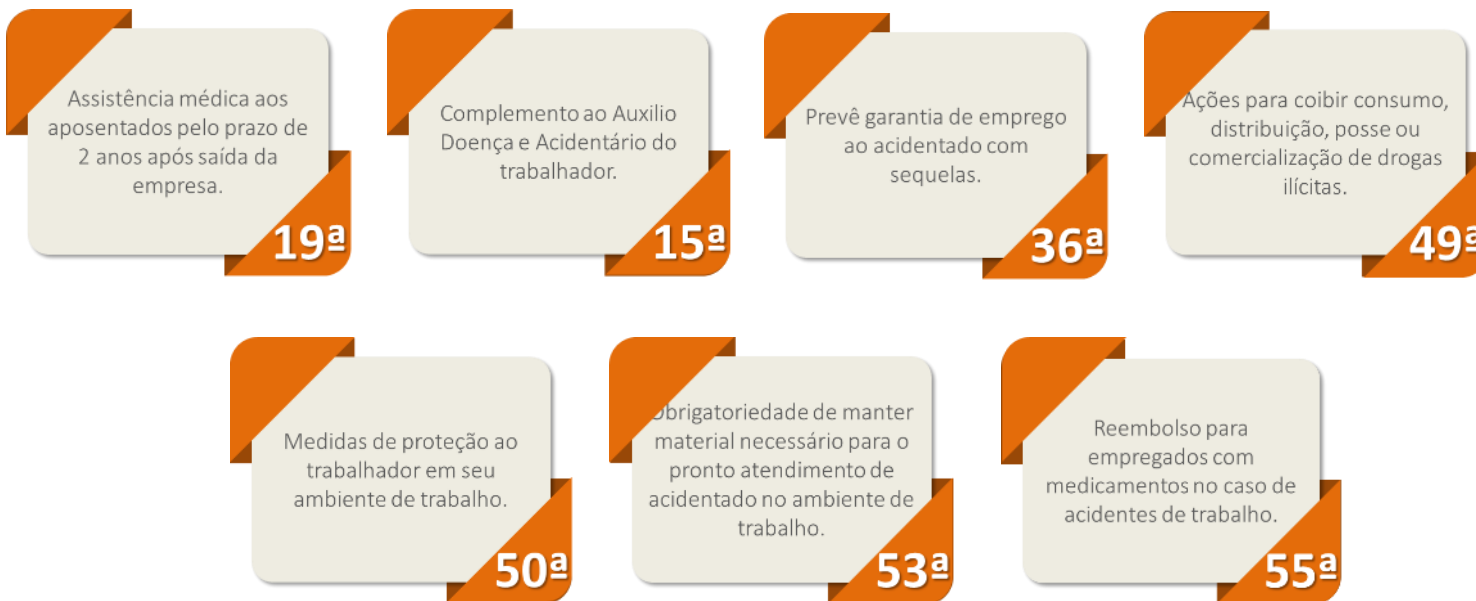 Assistência médica aos
aposentados pelo prazo de
2 anos após saída da
empresa.
19ª
Complemento ao Auxilio
Doença e Acidentário do
trabalhador.
15ª
Prevê garantia de emprego
ao acidentado com
sequelas.
36ª
Ações para coibir consumo,
distribuição, posse ou
comercialização de drogas
ilícitas.
49ª
Medidas de proteção ao
trabalhador em seu
ambiente de trabalho.
50ª
Obrigatoriedade de manter
material necessário para o
pronto atendimento de
acidentado no ambiente de
trabalho.
53ª
Reembolso para
empregados com
medicamentos no caso de
acidentes de trabalho.
55ª